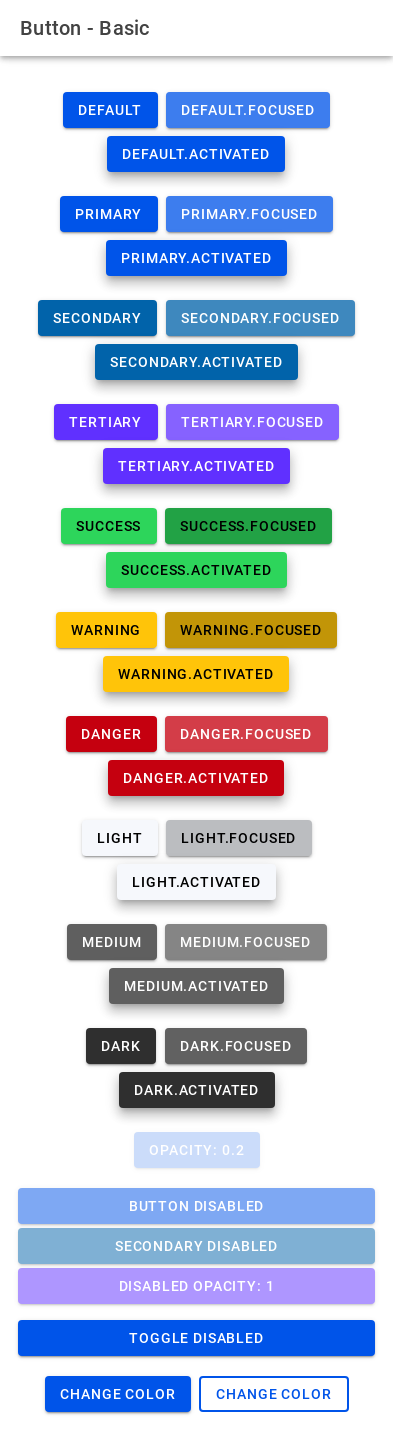 Button - Basic
DEFAULT DEFAULT.FOCUSED
DEFAULT.ACTIVATED
PRIMARY PRIMARY.FOCUSED
PRIMARY.ACTIVATED
SECONDARY SECONDARY.FOCUSED
SECONDARY.ACTIVATED
TERTIARY TERTIARY.FOCUSED
TERTIARY.ACTIVATED
SUCCESS SUCCESS.FOCUSED
SUCCESS.ACTIVATED
WARNING WARNING.FOCUSED
WARNING.ACTIVATED
DANGER DANGER.FOCUSED
DANGER.ACTIVATED
LIGHT LIGHT.FOCUSED
LIGHT.ACTIVATED
MEDIUM MEDIUM.FOCUSED
MEDIUM.ACTIVATED
DARK DARK.FOCUSED
DARK.ACTIVATED
OPACITY: 0.2
BUTTON DISABLED
SECONDARY DISABLED
DISABLED OPACITY: 1
TOGGLE DISABLED
CHANGE COLOR CHANGE COLOR